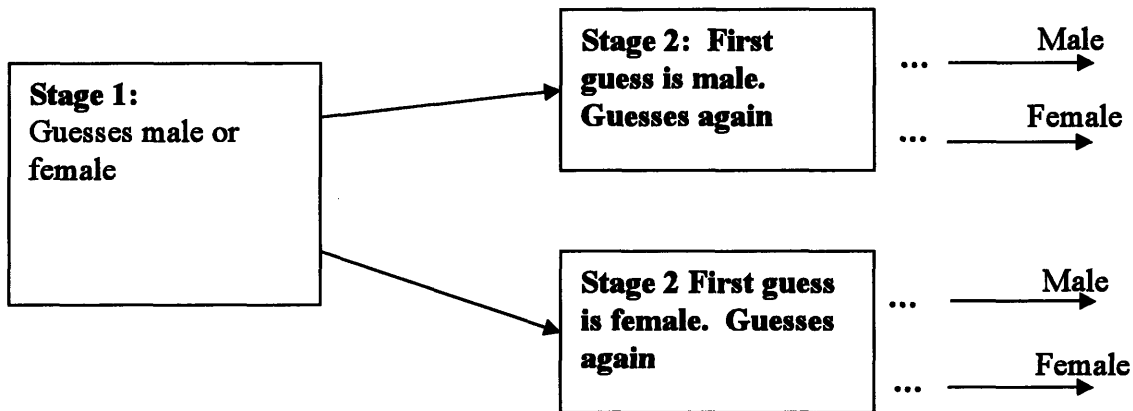 Stage 1:
Guesses male or
female
Stage 2:  First
guess is male.
Guesses again
... Male
... Female
Stage 2 First guess
is female.  Guesses
again
... Male
... Female